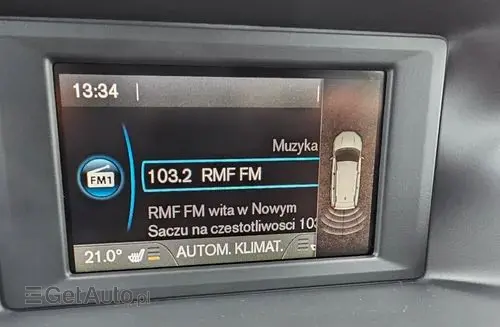 13:34
Muzyka
FM1
103.2 RMF FM
RMF FM wita w Nowym
Saczu na czestotliwosci 103
21.0° AUTOM. KLIMAT.
GetAuto.pl